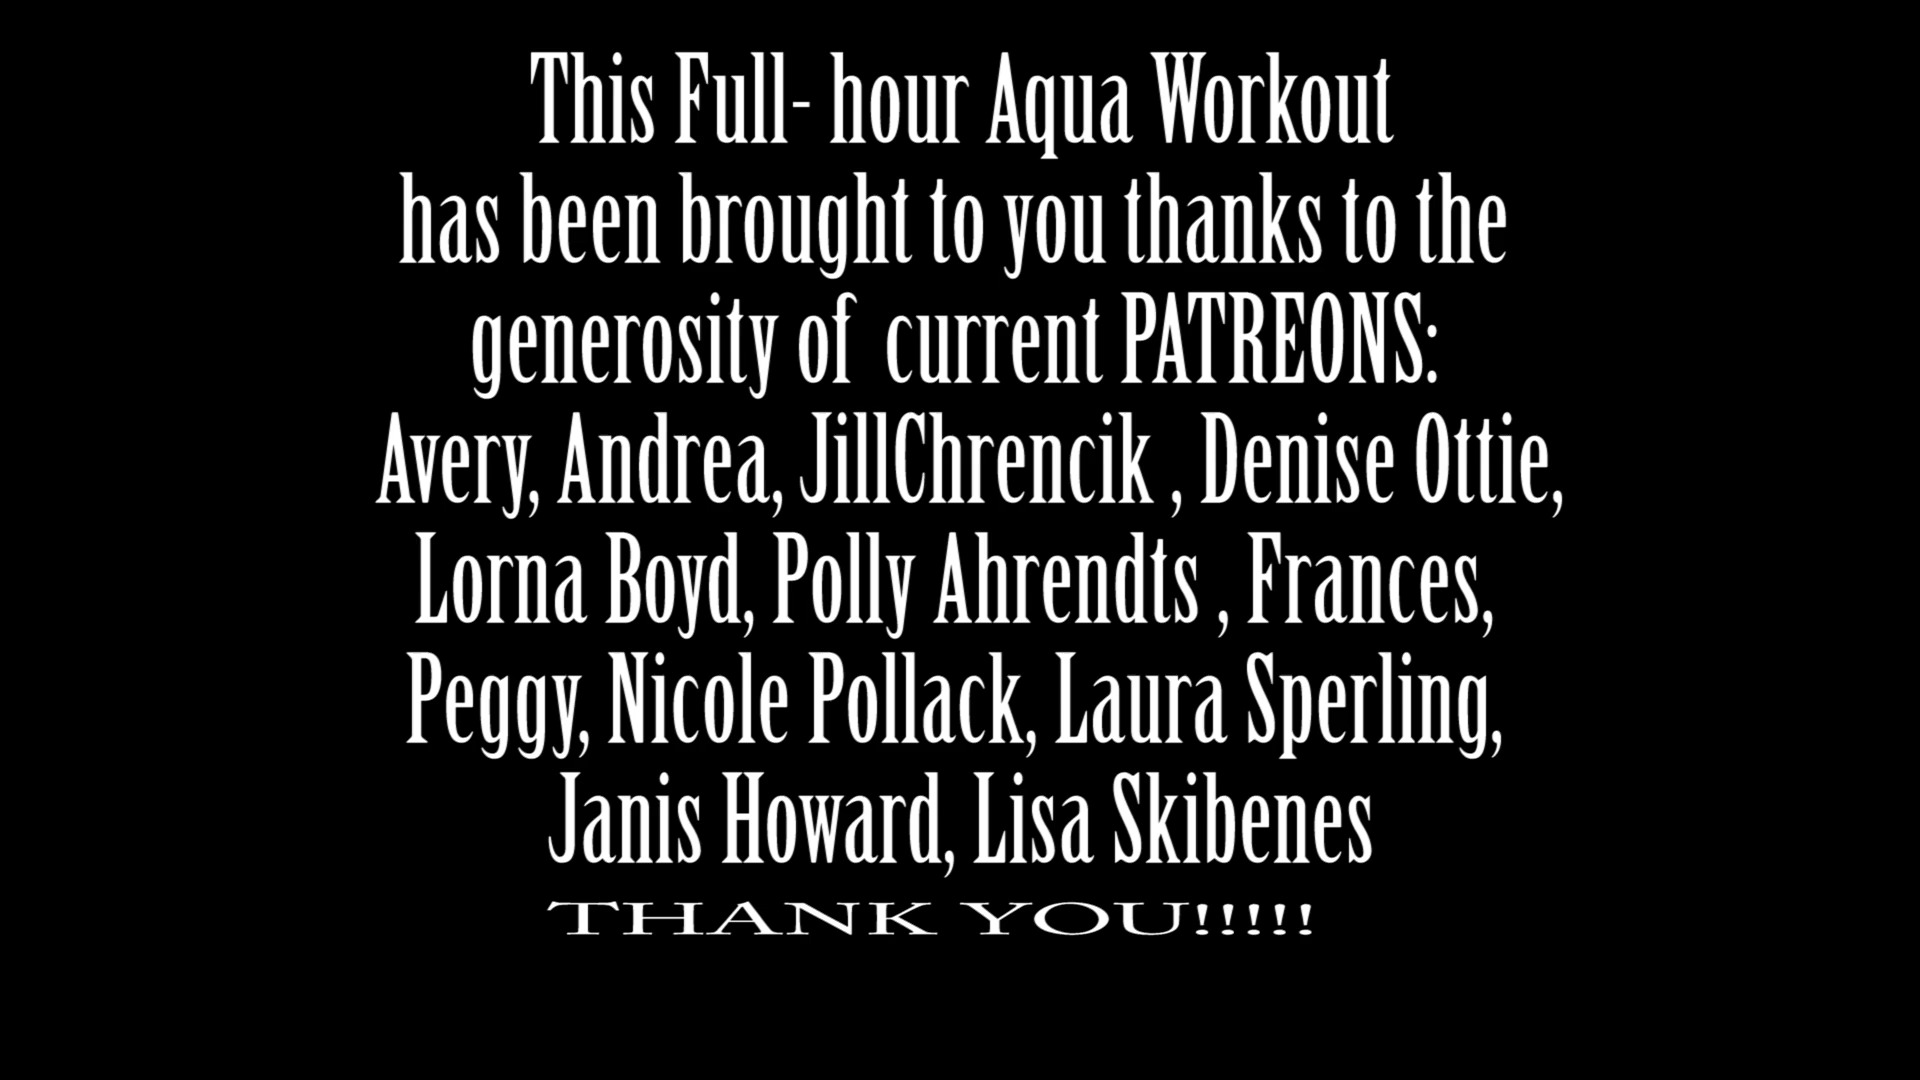 This Full- hour Aqua Workout
has been brought to you thanks to the
generosity of current PATREONS:
Avery, Andrea, JillChrencik , Denise Ottie,
Lorna Boyd, Polly Ahrendts , Frances,
Peggy, Nicole Pollack, Laura Sperling,
Janis Howard, Lisa Skibenes
THANK YOU!!!!!